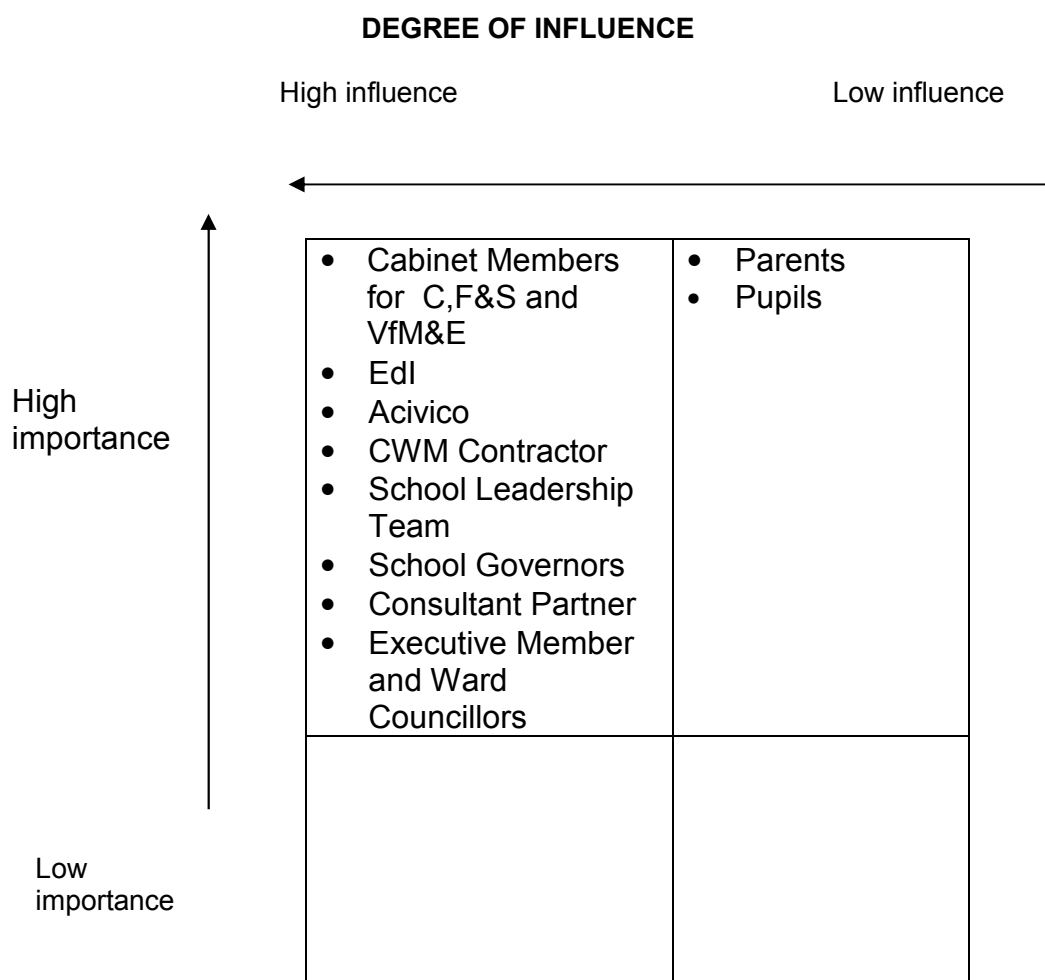 DEGREE OF INFLUENCE
High influence Low influence
• Cabinet Members
for C,F&S and
VfM&E
• EdI
• Acivico
• CWM Contractor
• School Leadership
Team
• School Governors
• Consultant Partner
• Executive Member
and Ward
Councillors
• Parents
• Pupils
High
importance
Low
importance